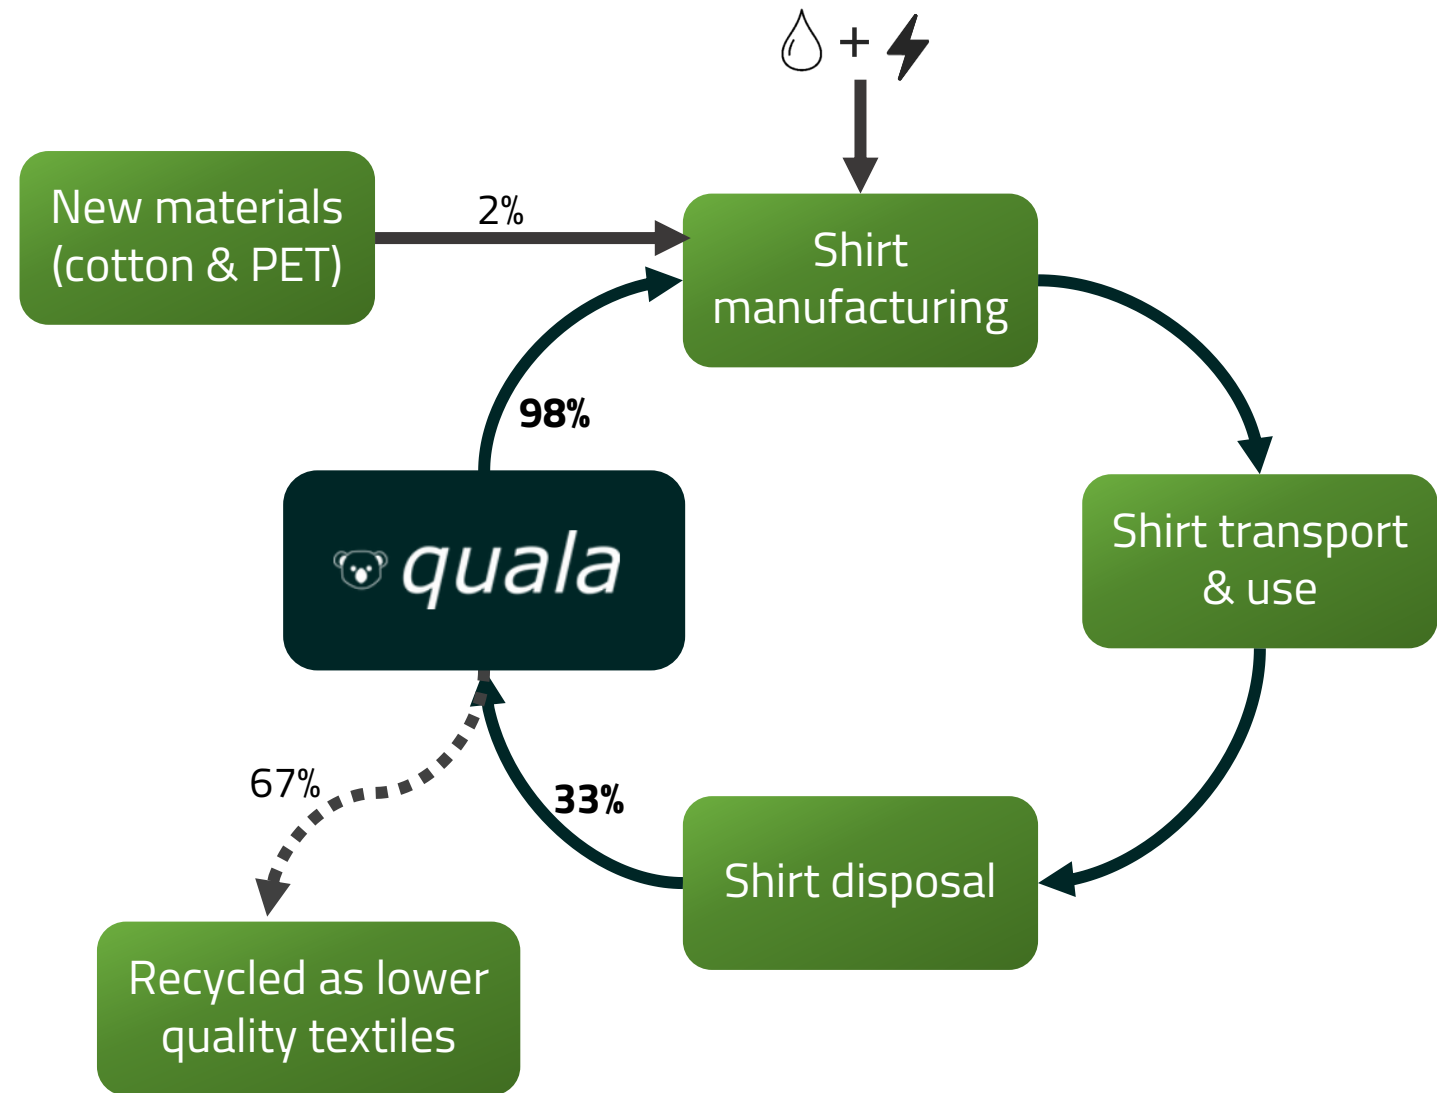 +
New materials
(cotton & PET)
2%
Shirt
manufacturing
98%
quala
Shirt transport
& use
67%
33%
Shirt disposal
Recycled as lower
quality textiles